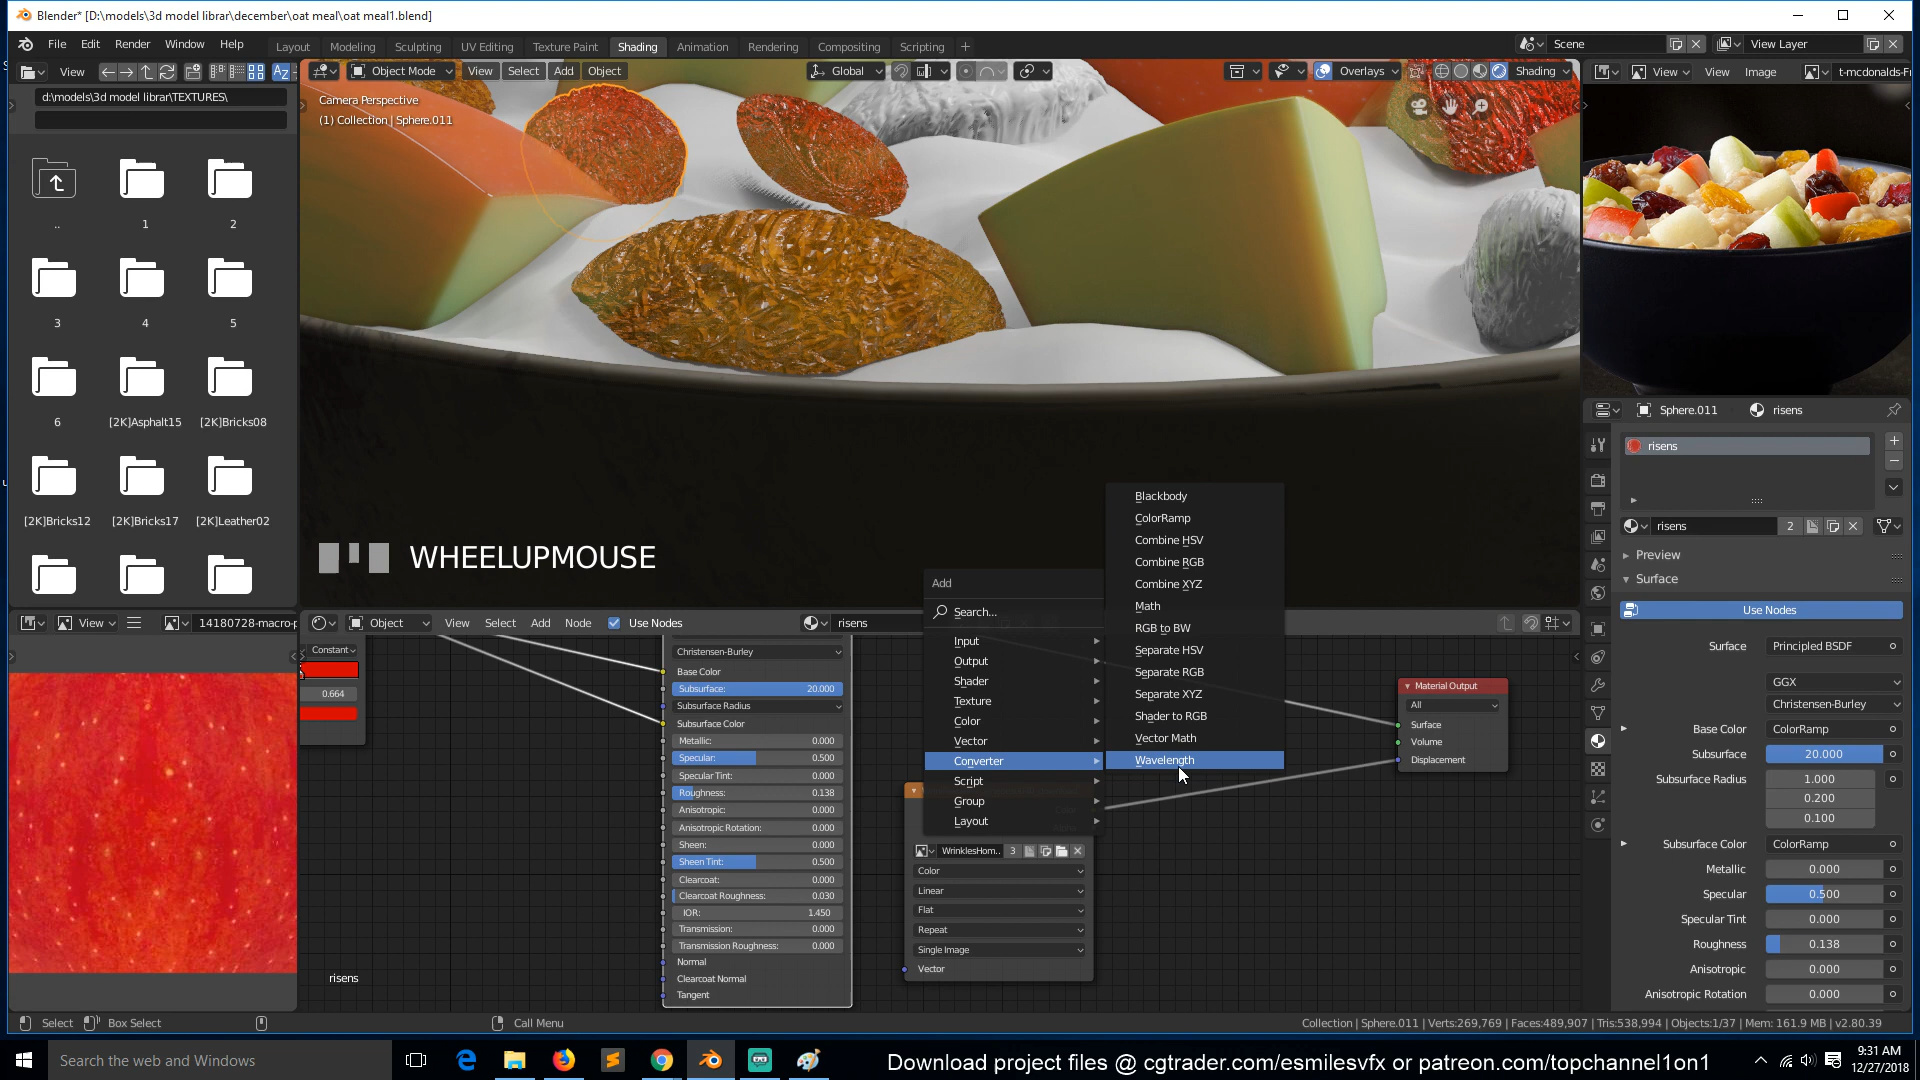 Blender* [D:\models\3d model librar\december\oat meal\oat meal1.blend]
File Edit Render Window Help Layout Modeling Sculpting UV Editing Texture Paint Shading Animation Rendering Compositing Scripting + Scene View Layer
View Object Mode View Select Add Object Global Overlays Shading View View Image t-mcdonalds-Fr
d:\models\3d model librar\TEXTURES\
Camera Perspective
(1) Collection | Sphere.011
.. 1 2
3 4 5
6 [2K]Asphalt15 [2K]Bricks08
[2K]Bricks12 [2K]Bricks17 [2K]Leather02
WHEELUPMOUSE
View 14180728-macro-p
Object View Select Add Node Use Nodes risens
Constant
0.664
Christensen-Burley
Base Color
Subsurface: 20.000
Subsurface Radius
Subsurface Color
Metallic: 0.000
Specular: 0.500
Specular Tint: 0.000
Roughness: 0.138
Anisotropic: 0.000
Anisotropic Rotation: 0.000
Sheen: 0.000
Sheen Tint: 0.500
Clearcoat: 0.000
Clearcoat Roughness: 0.030
IOR: 1.450
Transmission: 0.000
Transmission Roughness: 0.000
Normal
Clearcoat Normal
Tangent
risens
Add
Search...
Input
Output
Shader
Texture
Color
Vector
Converter
Script
Group
Layout
Blackbody
ColorRamp
Combine HSV
Combine RGB
Combine XYZ
Math
RGB to BW
Separate HSV
Separate RGB
Separate XYZ
Shader to RGB
Vector Math
Wavelength
WrinklesHom.. 3
Color
Linear
Flat
Repeat
Single Image
Vector
Material Output
All
Surface
Volume
Displacement
Sphere.011 risens
risens
risens 2
Preview
Surface
Use Nodes
Surface Principled BSDF
GGX
Christensen-Burley
Base Color ColorRamp
Subsurface 20.000
Subsurface Radius 1.000
0.200
0.100
Subsurface Color ColorRamp
Metallic 0.000
Specular 0.500
Specular Tint 0.000
Roughness 0.138
Anisotropic 0.000
Anisotropic Rotation 0.000
Select Box Select Call Menu Collection | Sphere.011 | Verts:269,769 | Faces:489,907 | Tris:538,994 | Objects:1/37 | Mem: 161.9 MB | v2.80.39
Search the web and Windows
Download project files @ cgtrader.com/esmilesvfx or patreon.com/topchannel1on1
9:31 AM
12/27/2018